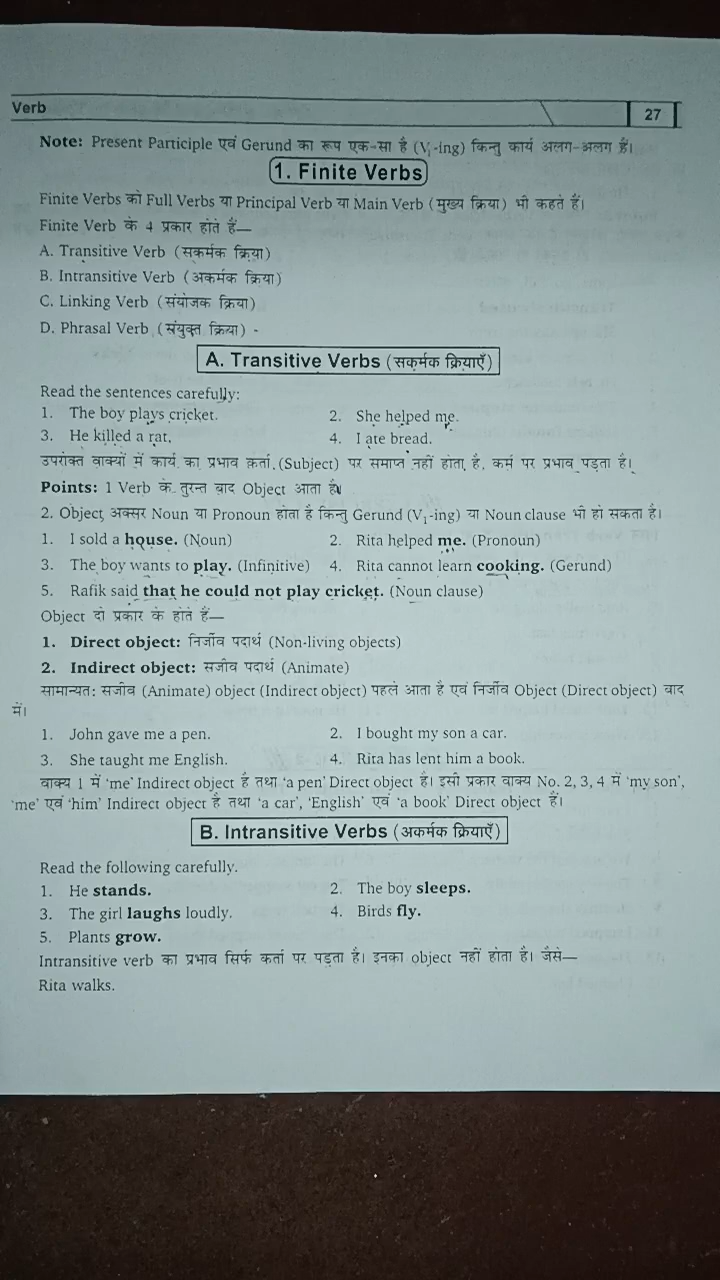 Verb 27
Note: Present Participle एवं Gerund का रूप एक-सा है (V₁-ing) किन्तु कार्य अलग-अलग हैं।
1. Finite Verbs
Finite Verbs को Full Verbs या Principal Verb या Main Verb (मुख्य क्रिया) भी कहते हैं।
Finite Verb के 4 प्रकार होते हैं—
A. Transitive Verb (सकर्मक क्रिया)
B. Intransitive Verb (अकर्मक क्रिया)
C. Linking Verb (संयोजक क्रिया)
D. Phrasal Verb (संयुक्त क्रिया) -
A. Transitive Verbs (सकर्मक क्रियाएँ)
Read the sentences carefully:
1. The boy plays cricket. 2. She helped me.
3. He killed a rat. 4. I ate bread.
उपरोक्त वाक्यों में कार्य का प्रभाव कर्ता (Subject) पर समाप्त नहीं होता है, कर्म पर प्रभाव पड़ता है।
Points: 1 Verb के तुरन्त बाद Object आता है।
2. Object, अक्सर Noun या Pronoun होता है किन्तु Gerund (V₁-ing) या Noun clause भी हो सकता है।
1. I sold a house. (Noun) 2. Rita helped me. (Pronoun)
3. The boy wants to play. (Infinitive) 4. Rita cannot learn cooking. (Gerund)
5. Rafik said that he could not play cricket. (Noun clause)
Object दो प्रकार के होते हैं—
1. Direct object: निर्जीव पदार्थ (Non-living objects)
2. Indirect object: सजीव पदार्थ (Animate)
सामान्यत: सजीव (Animate) object (Indirect object) पहले आता है एवं निर्जीव Object (Direct object) बाद
में।
1. John gave me a pen. 2. I bought my son a car.
3. She taught me English. 4. Rita has lent him a book.
वाक्य 1 में 'me' Indirect object है तथा 'a pen' Direct object है। इसी प्रकार वाक्य No. 2, 3, 4 में 'my son',
'me' एवं 'him' Indirect object है तथा 'a car', 'English' एवं 'a book' Direct object हैं।
B. Intransitive Verbs (अकर्मक क्रियाएँ)
Read the following carefully.
1. He stands. 2. The boy sleeps.
3. The girl laughs loudly. 4. Birds fly.
5. Plants grow.
Intransitive verb का प्रभाव सिर्फ कर्ता पर पड़ता है। इनका object नहीं होता है। जैसे—
Rita walks.